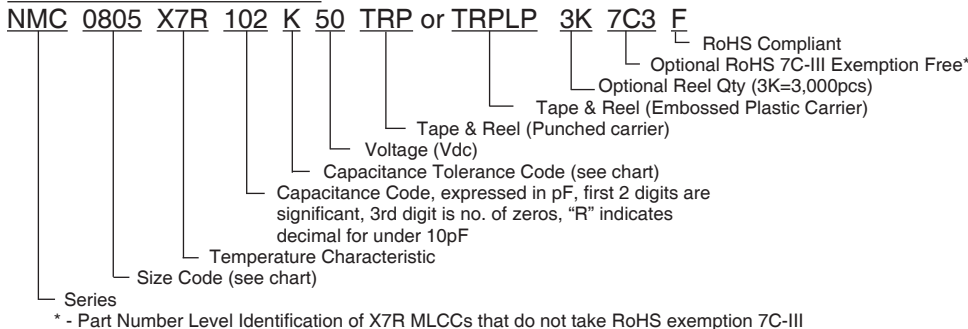 NMC 0805 X7R 102 K 50 TRP or TRPLP 3K 7C3 F
RoHS Compliant
Optional RoHS 7C-III Exemption Free*
Optional Reel Qty (3K=3,000pcs)
Tape & Reel (Embossed Plastic Carrier)
Tape & Reel (Punched carrier)
Voltage (Vdc)
Capacitance Tolerance Code (see chart)
Capacitance Code, expressed in pF, first 2 digits are
significant, 3rd digit is no. of zeros, “R” indicates
decimal for under 10pF
Temperature Characteristic
Size Code (see chart)
Series
* - Part Number Level Identification of X7R MLCCs that do not take RoHS exemption 7C-III